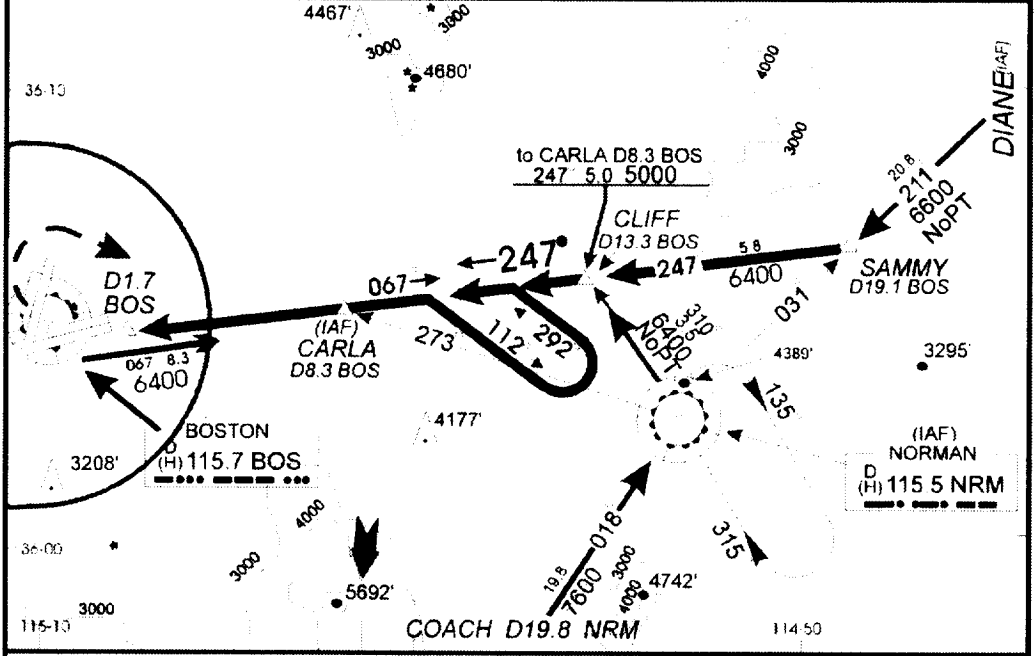 4467'
3000
3000
4680'
36-10
4000
3000
DIANE (IAF)
20.8
211
6600
NoPT
to CARLA D8.3 BOS
247° 5.0 5000
CLIFF
D13.3 BOS
247°
5.8
247
6400
SAMMY
D19.1 BOS
067
D1.7
BOS
(IAF)
CARLA
D8.3 BOS
273
112
292
310
3.5
6400
NoPT
031
4389'
3295'
135
067 8.3
6400
4177'
BOSTON
D
(H) 115.7 BOS
3208'
(IAF)
NORMAN
D
(H) 115.5 NRM
315
018
19.8
7600
4000
3000
36-00
3000
4000
4742'
5692'
3000
115-10
COACH D19.8 NRM
114-50